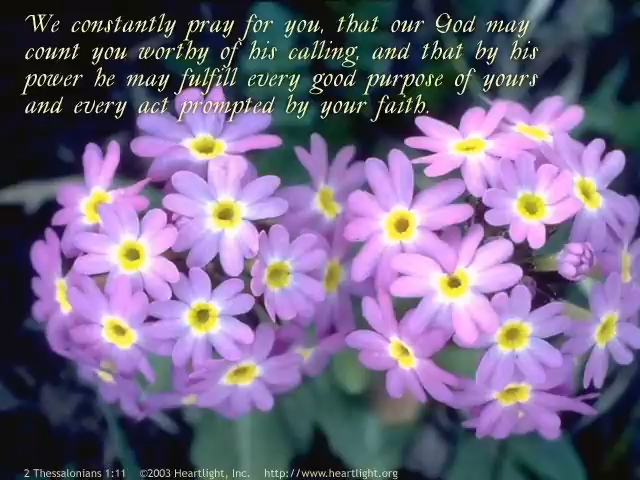 We constantly pray for you, that our God may
count you worthy of his calling, and that by his
power he may fulfill every good purpose of yours
and every act prompted by your faith.
2 Thessalonians 1:11 ©2003 Heartlight, Inc. http://www.heartlight.org